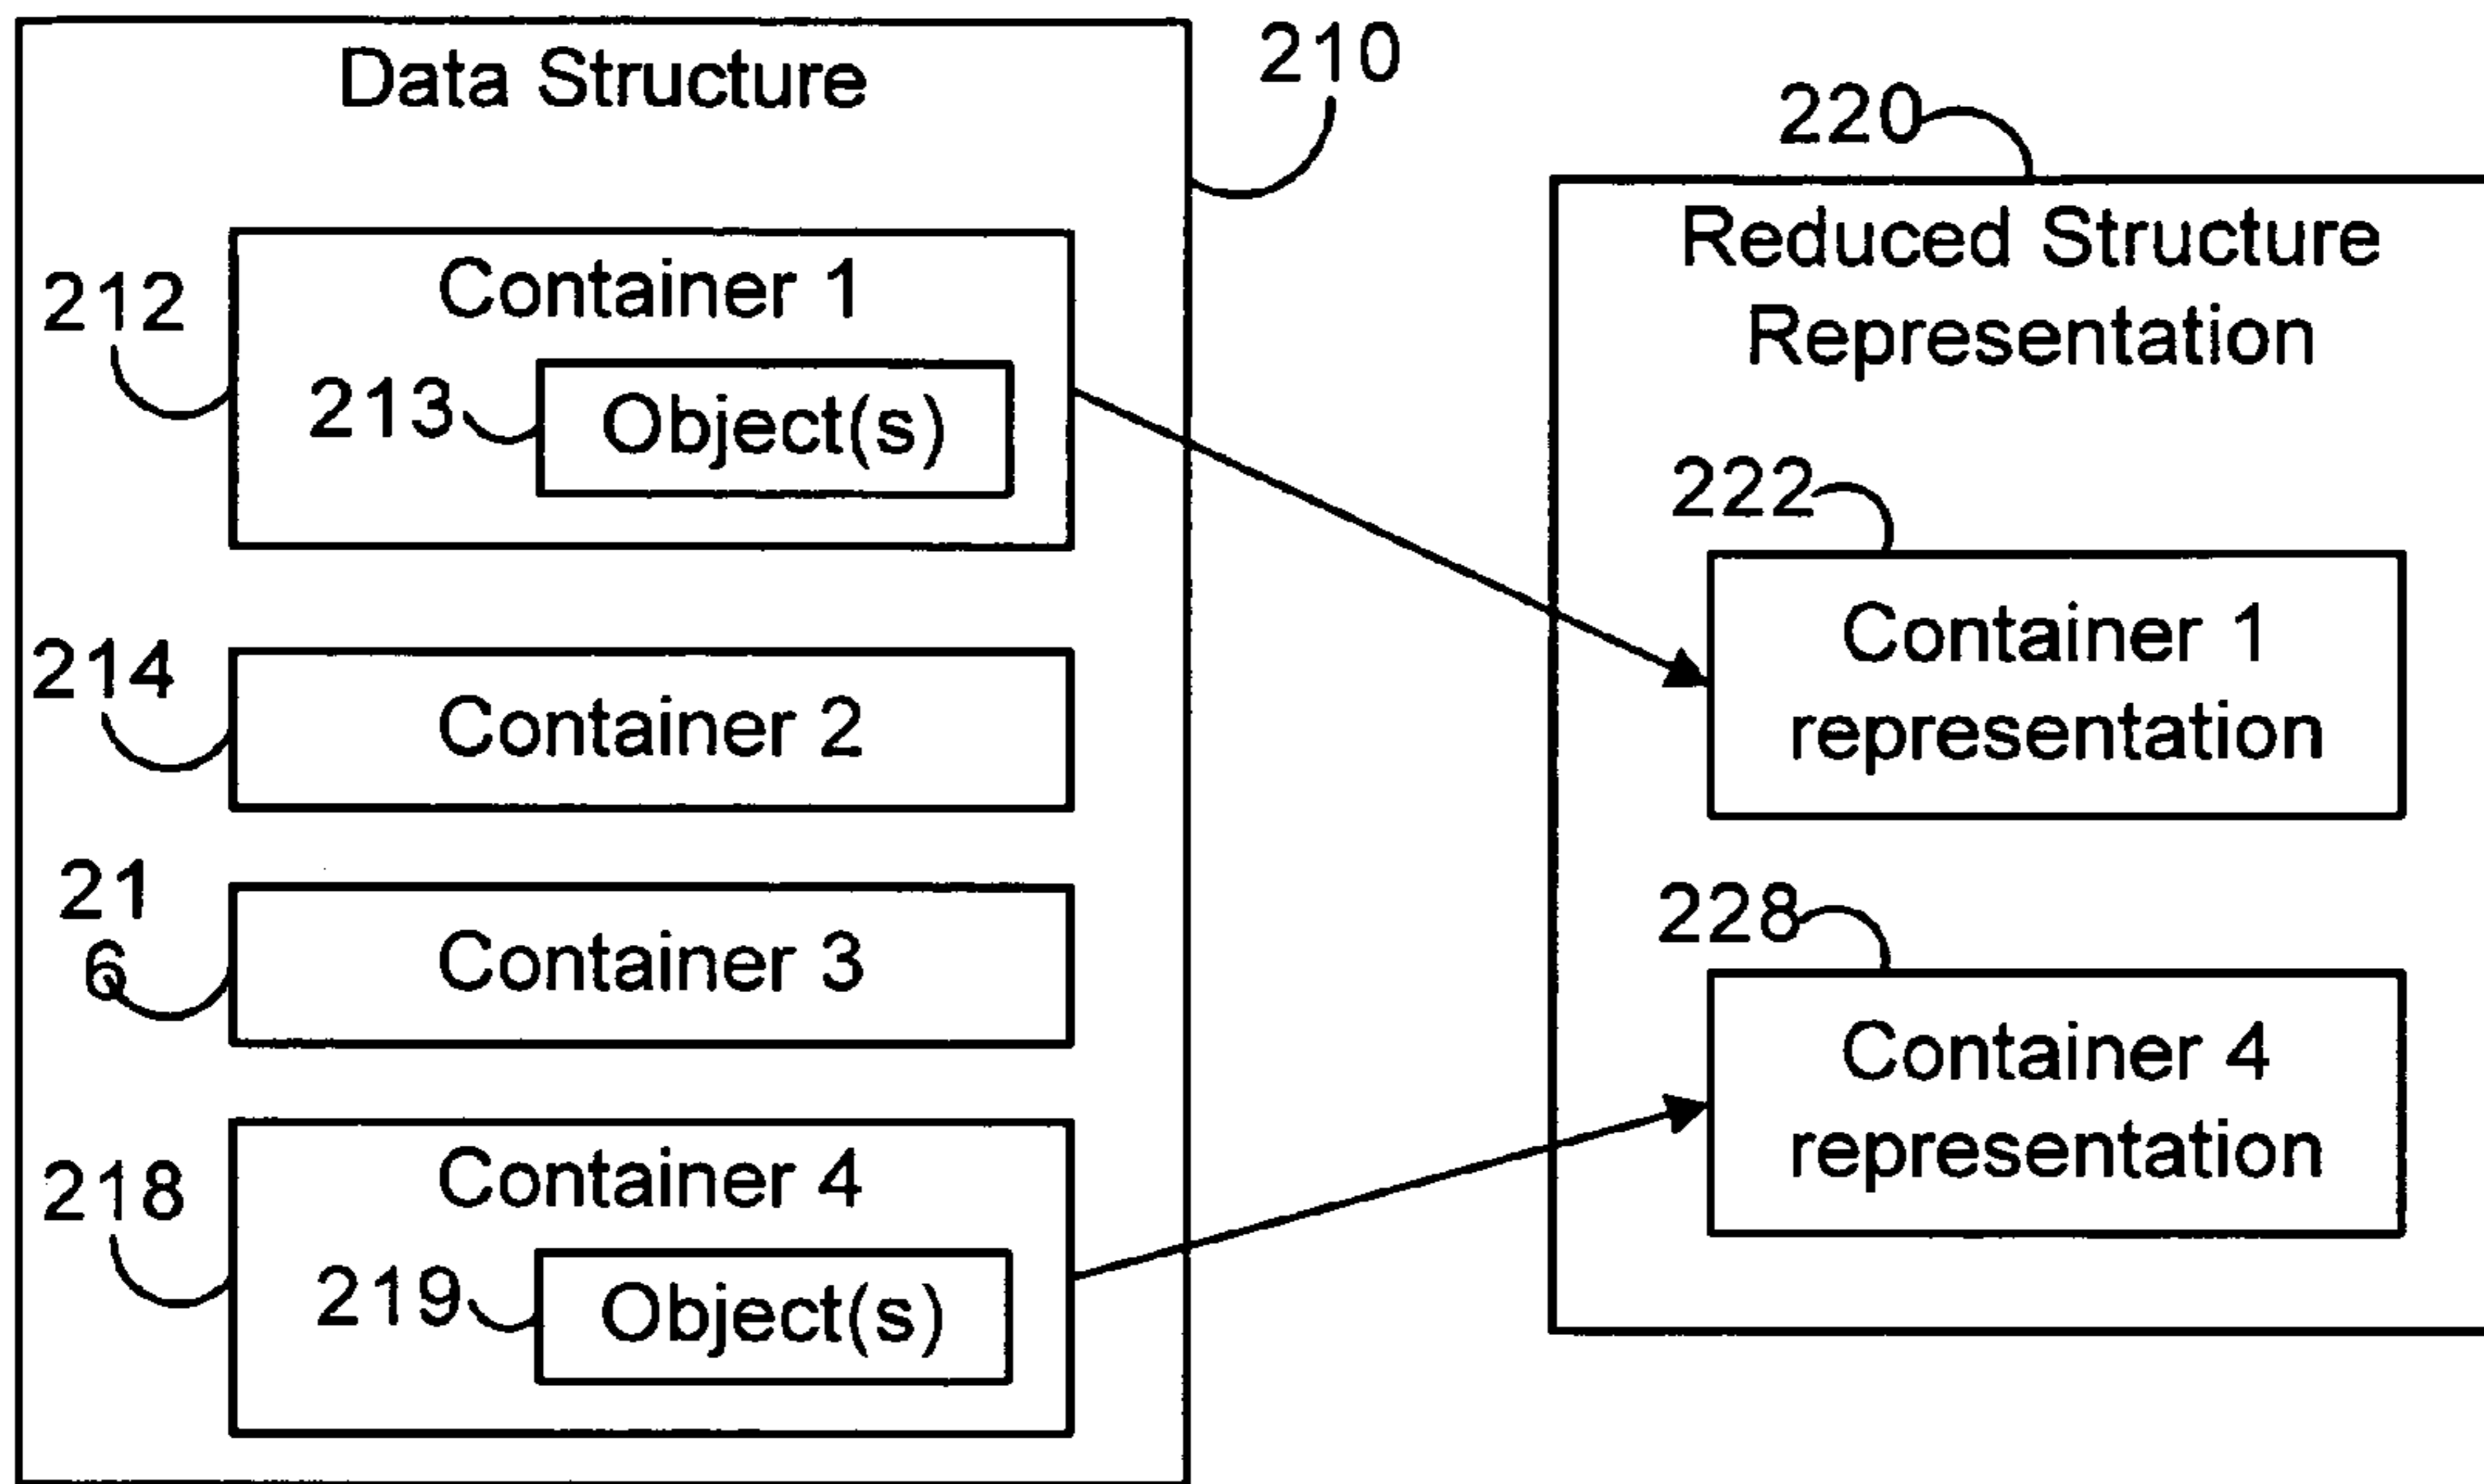 Data Structure
210
212
Container 1
213
Object(s)
214
Container 2
21
6
Container 3
218
Container 4
219
Object(s)
220
Reduced Structure
Representation
222
Container 1
representation
228
Container 4
representation